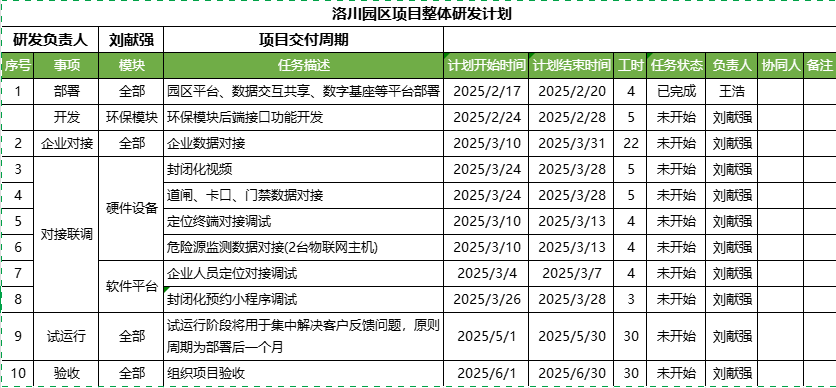 洛川园区项目整体研发计划
研发负责人 刘献强 项目交付周期
序号 事项 模块 任务描述 计划开始时间 计划结束时间 工时 任务状态 负责人 协同人 备注
1 部署 全部 园区平台、数据交互共享、数字基座等平台部署 2025/2/17 2025/2/20 4 已完成 王浩
开发 环保模块 环保模块后端接口功能开发 2025/2/24 2025/2/28 5 未开始 刘献强
2 企业对接 全部 企业数据对接 2025/3/10 2025/3/31 22 未开始 刘献强
3 对接联调 硬件设备 封闭化视频 2025/3/24 2025/3/28 5 未开始 刘献强
4 道闸、卡口、门禁数据对接 2025/3/24 2025/3/28 5 未开始 刘献强
5 定位终端对接调试 2025/3/10 2025/3/13 4 未开始 刘献强
6 危险源监测数据对接(2台物联网主机) 2025/3/10 2025/3/13 4 未开始 刘献强
7 软件平台 企业人员定位对接调试 2025/3/4 2025/3/7 4 未开始 刘献强
8 封闭化预约小程序调试 2025/3/26 2025/3/28 3 未开始 刘献强
9 试运行 全部 试运行阶段将用于集中解决客户反馈问题，原则
周期为部署后一个月 2025/5/1 2025/5/30 30 未开始 刘献强
10 验收 全部 组织项目验收 2025/6/1 2025/6/30 30 未开始 刘献强